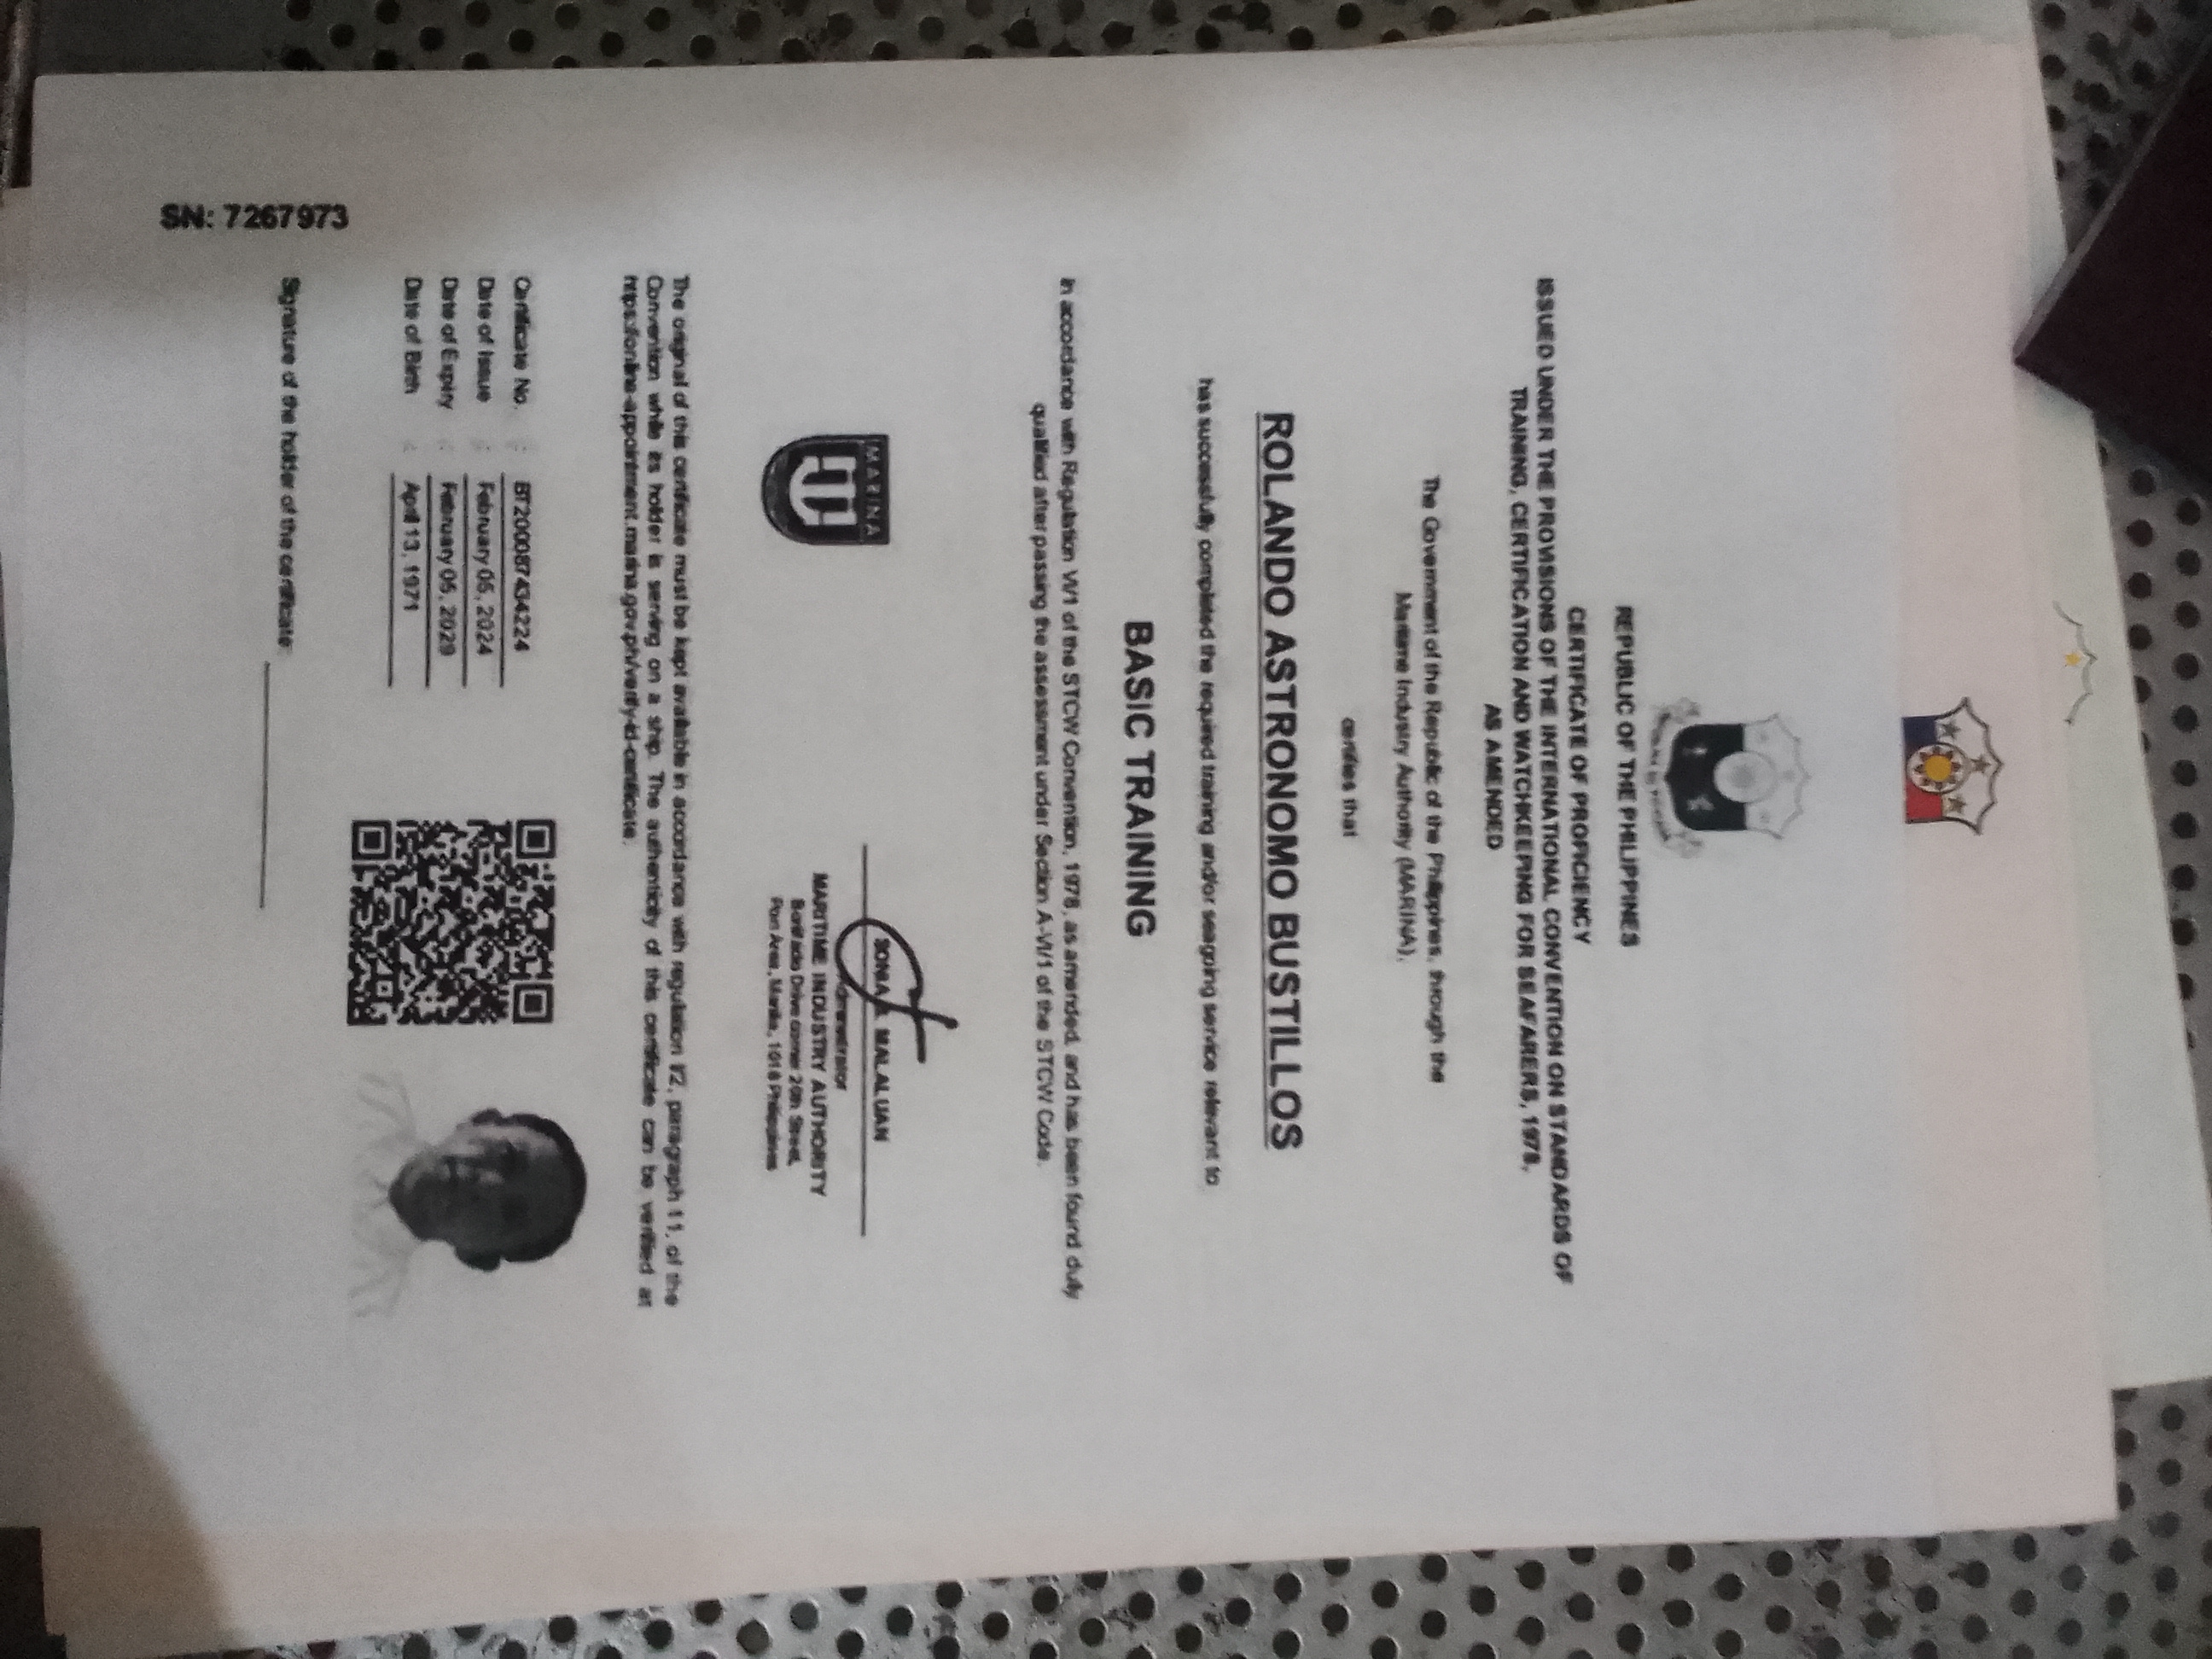 REPUBLIC OF THE PHILIPPINES
CERTIFICATE OF PROFICIENCY
ISSUED UNDER THE PROVISIONS OF THE INTERNATIONAL CONVENTION ON STANDARDS OF
TRAINING, CERTIFICATION AND WATCHKEEPING FOR SEAFARERS, 1978,
AS AMENDED
The Government of the Republic of the Philippines, through the
Maritime Industry Authority (MARINA),
certifies that
ROLANDO ASTRONOMO BUSTILLOS
has successfully completed the required training and/or seagoing service relevant to
BASIC TRAINING
in accordance with Regulation VI/1 of the STCW Convention, 1978, as amended, and has been found duly
qualified after passing the assessment under Section A-VI/1 of the STCW Code.
MARINA
SONIA MALALUAN
Administrator
MARITIME INDUSTRY AUTHORITY
Bonifacio Drive corner 20th Street,
Port Area, Manila, 1018 Philippines
The original of this certificate must be kept available in accordance with regulation I/2, paragraph 11, of the
Convention while its holder is serving on a ship. The authenticity of this certificate can be verified at
https://online-appointment.marina.gov.ph/verify-id-certificate.
Certificate No. : BT2000874344224
Date of Issue : February 05, 2024
Date of Expiry : February 05, 2029
Date of Birth : April 13, 1971
Signature of the holder of the certificate:
SN: 7267973